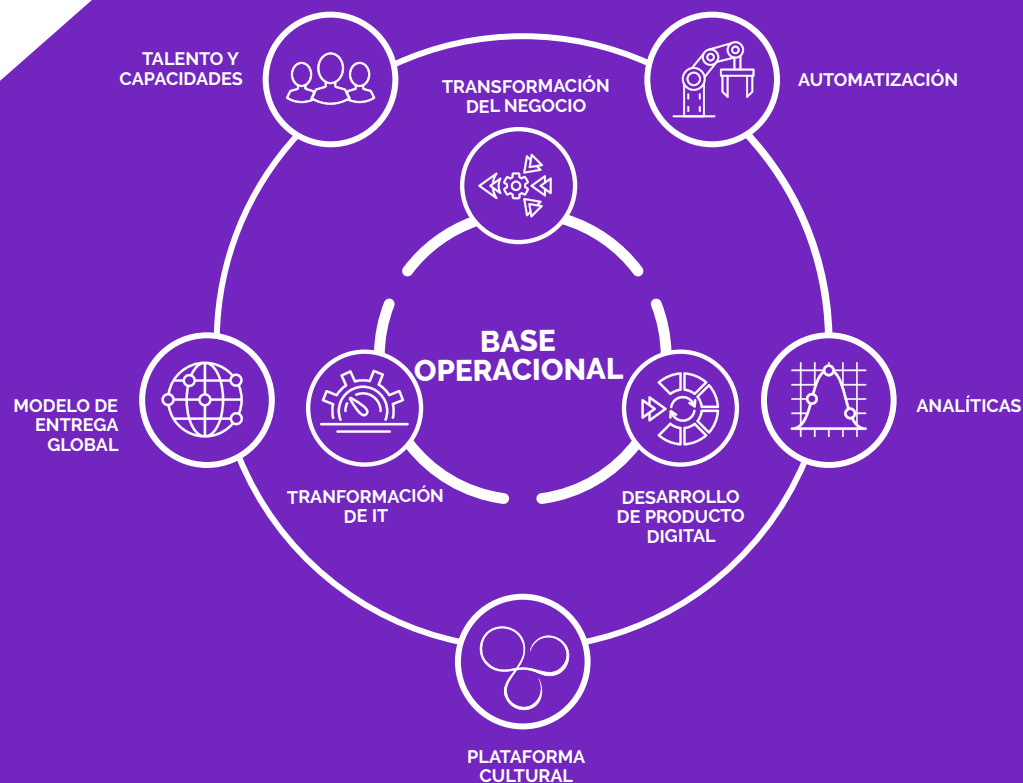 TALENTO Y
CAPACIDADES
TRANSFORMACIÓN
DEL NEGOCIO
AUTOMATIZACIÓN
BASE
OPERACIONAL
MODELO DE
ENTREGA
GLOBAL
ANALÍTICAS
TRANFORMACIÓN
DE IT
DESARROLLO
DE PRODUCTO
DIGITAL
PLATAFORMA
CULTURAL